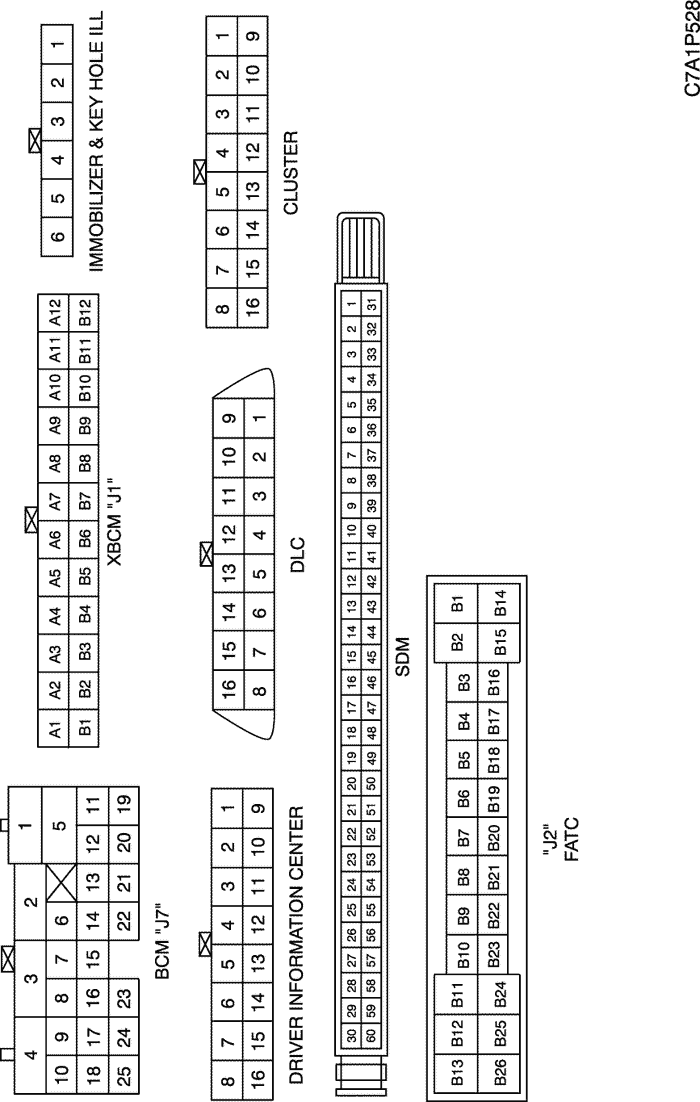 1 2 3 4 5 6
IMMOBILIZER & KEY HOLE ILL
A1 A2 A3 A4 A5 A6 A7 A8 A9 A10 A11 A12
B1 B2 B3 B4 B5 B6 B7 B8 B9 B10 B11 B12
XBCM "J1"
4 3 2 1
10 9 8 7 6 5
18 17 16 15 14 13 12 11
25 24 23 22 21 20 19
BCM "J7"
8 7 6 5 4 3 2 1
16 15 14 13 12 11 10 9
DRIVER INFORMATION CENTER
16 15 14 13 12 11 10 9
8 7 6 5 4 3 2 1
DLC
8 7 6 5 4 3 2 1
16 15 14 13 12 11 10 9
CLUSTER
30 29 28 27 26 25 24 23 22 21 20 19 18 17 16 15 14 13 12 11 10 9 8 7 6 5 4 3 2 1
60 59 58 57 56 55 54 53 52 51 50 49 48 47 46 45 44 43 42 41 40 39 38 37 36 35 34 33 32 31
SDM
B13 B12 B11 B10 B9 B8 B7 B6 B5 B4 B3 B2 B1
B26 B25 B24 B23 B22 B21 B20 B19 B18 B17 B16 B15 B14
"J2"
FATC
C7A1P528